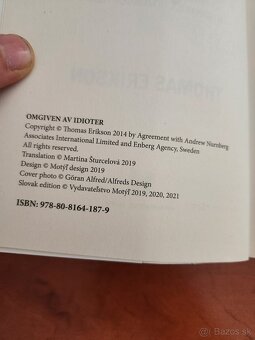 THOMAS ERIKSON
OMGIVEN AV IDIOTER
Copyright © Thomas Erikson 2014 by Agreement with Andrew Nurnberg
Associates International Limited and Enberg Agency, Sweden
All rights reserved.
Translation © Martina Šturcelová 2019
Design © Motýľ design 2019
Cover photo © Göran Alfred/Alfreds Design
Slovak edition © Vydavateľstvo Motýľ 2019, 2020, 2021
ISBN: 978-80-8164-187-9
Bazoš.sk